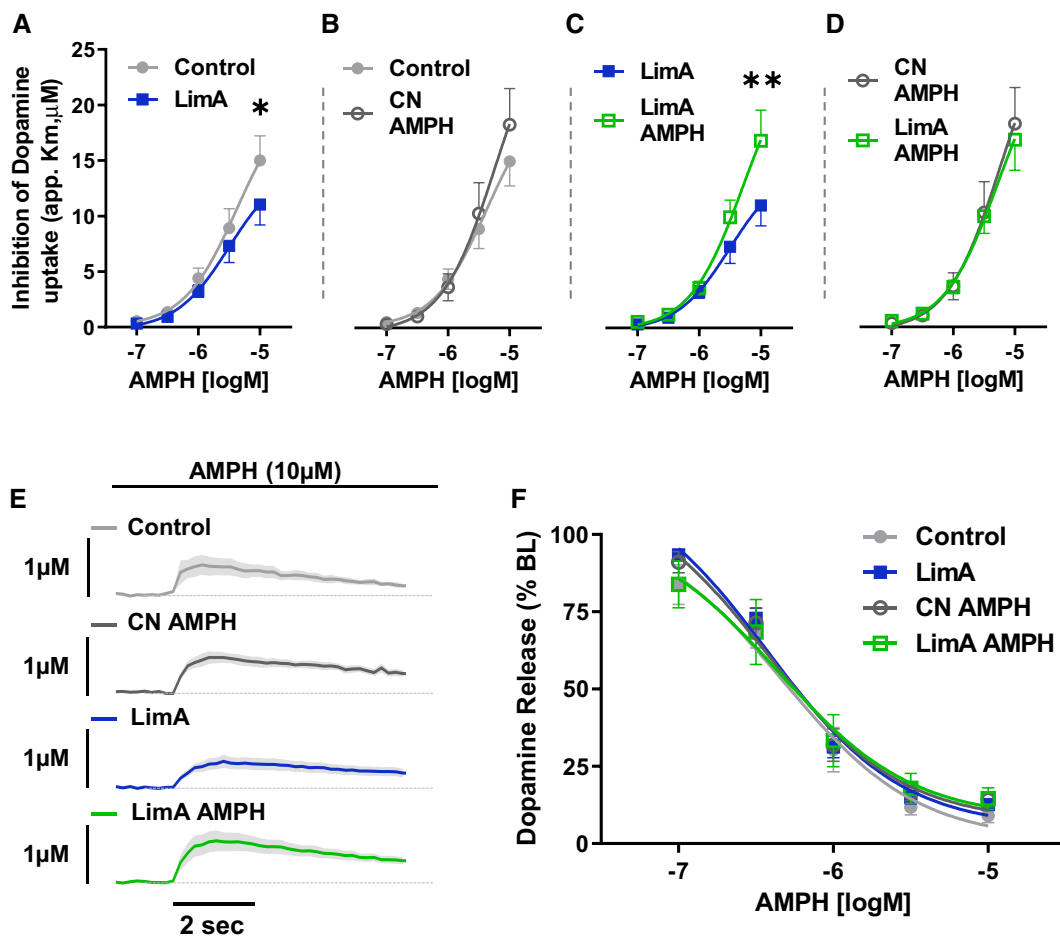 A
B
C
D
Inhibition of Dopamine
uptake (app. Km,μM)
25
20
15
10
5
0
Control
LimA
*
-7
-6
-5
AMPH [logM]
Control
CN
AMPH
-7
-6
-5
AMPH [logM]
LimA
LimA
AMPH
**
-7
-6
-5
AMPH [logM]
CN
AMPH
LimA
AMPH
-7
-6
-5
AMPH [logM]
E
AMPH (10μM)
Control
1μM
CN AMPH
1μM
LimA
1μM
LimA AMPH
1μM
2 sec
F
Dopamine Release (% BL)
100
75
50
25
0
Control
LimA
CN AMPH
LimA AMPH
-7
-6
-5
AMPH [logM]